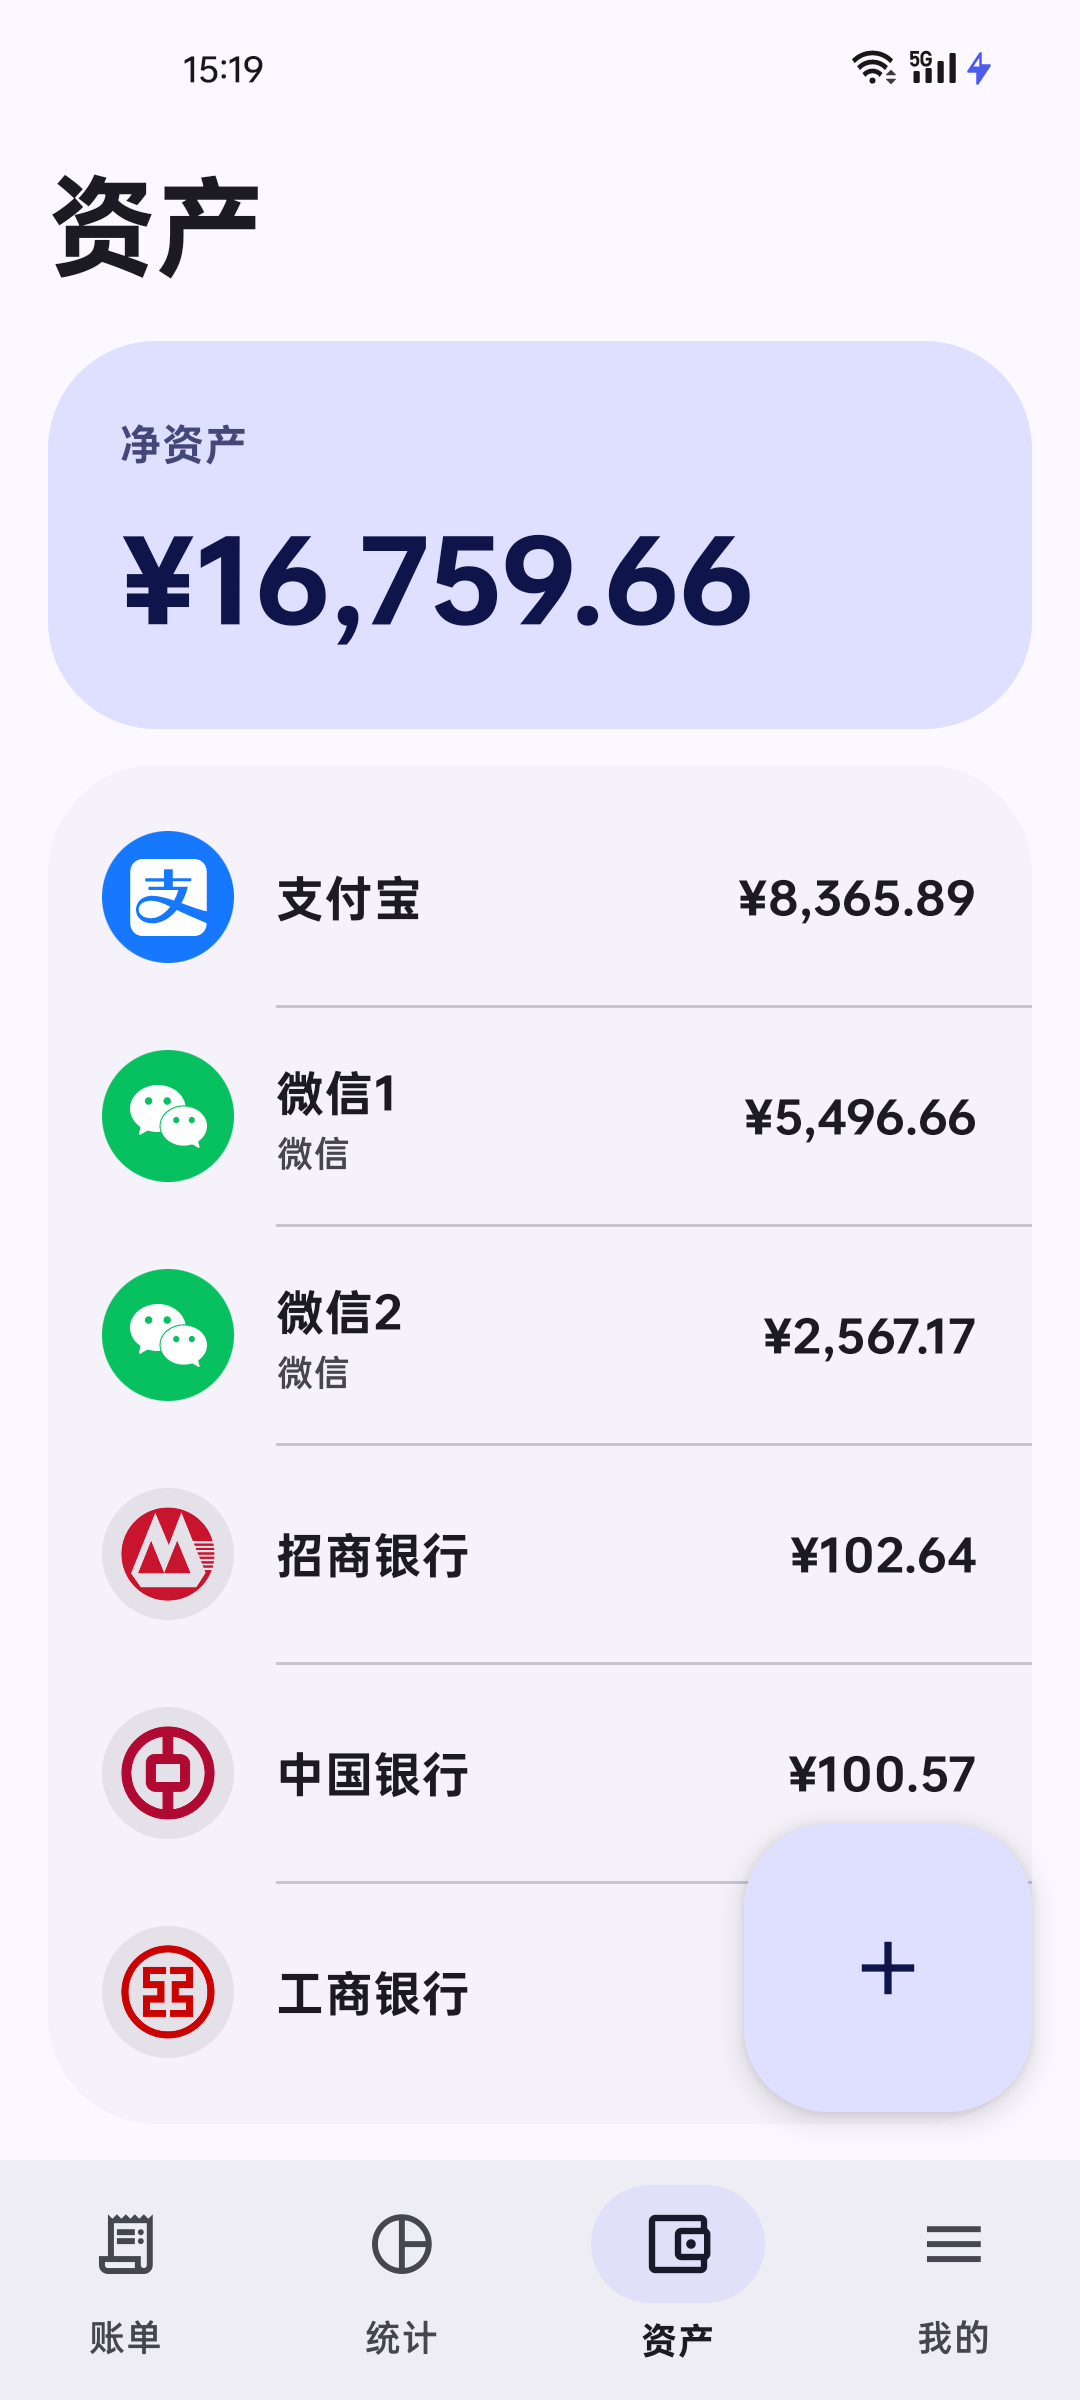 15:19
5G
资产
净资产
¥16,759.66
支
支付宝
¥8,365.89
微信1
微信
¥5,496.66
微信2
微信
¥2,567.17
招商银行
¥102.64
中国银行
¥100.57
工商银行
账单
统计
资产
我的